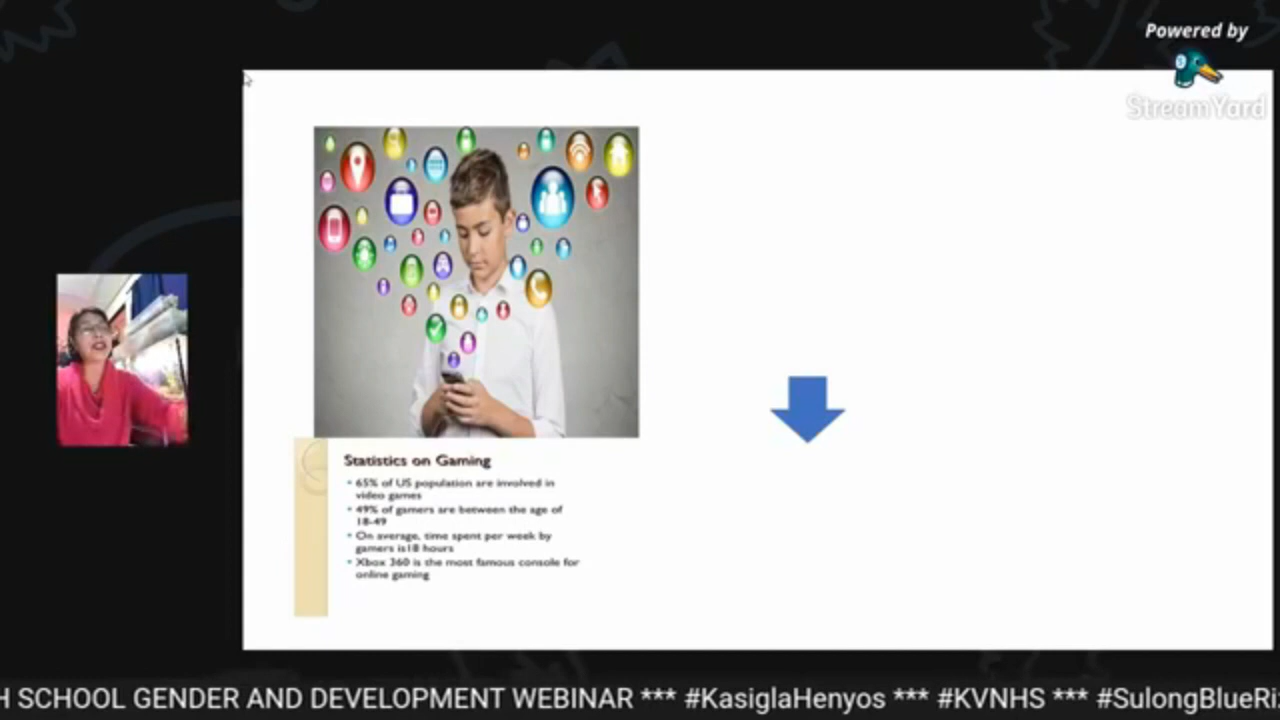 Powered by
StreamYard
Statistics on Gaming
• 65% of US population are involved in
video games
• 49% of gamers are between the age of
18-49
• On average, time spent per week by
gamers is18 hours
• Xbox 360 is the most famous console for
online gaming
H SCHOOL GENDER AND DEVELOPMENT WEBINAR *** #KasiglaHenyos *** #KVNHS *** #SulongBlueRi